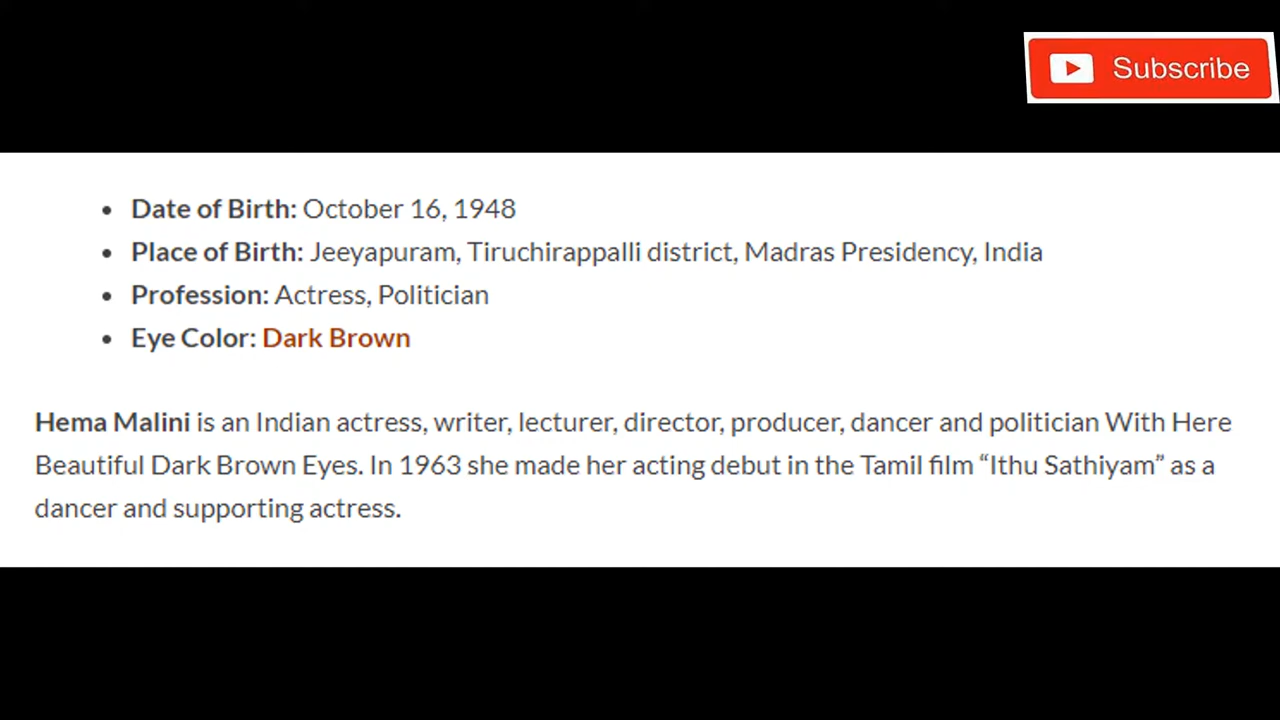 Subscribe
• Date of Birth: October 16, 1948
• Place of Birth: Jeeyapuram, Tiruchirappalli district, Madras Presidency, India
• Profession: Actress, Politician
• Eye Color: Dark Brown
Hema Malini is an Indian actress, writer, lecturer, director, producer, dancer and politician With Here
Beautiful Dark Brown Eyes. In 1963 she made her acting debut in the Tamil film “Ithu Sathiyam” as a
dancer and supporting actress.